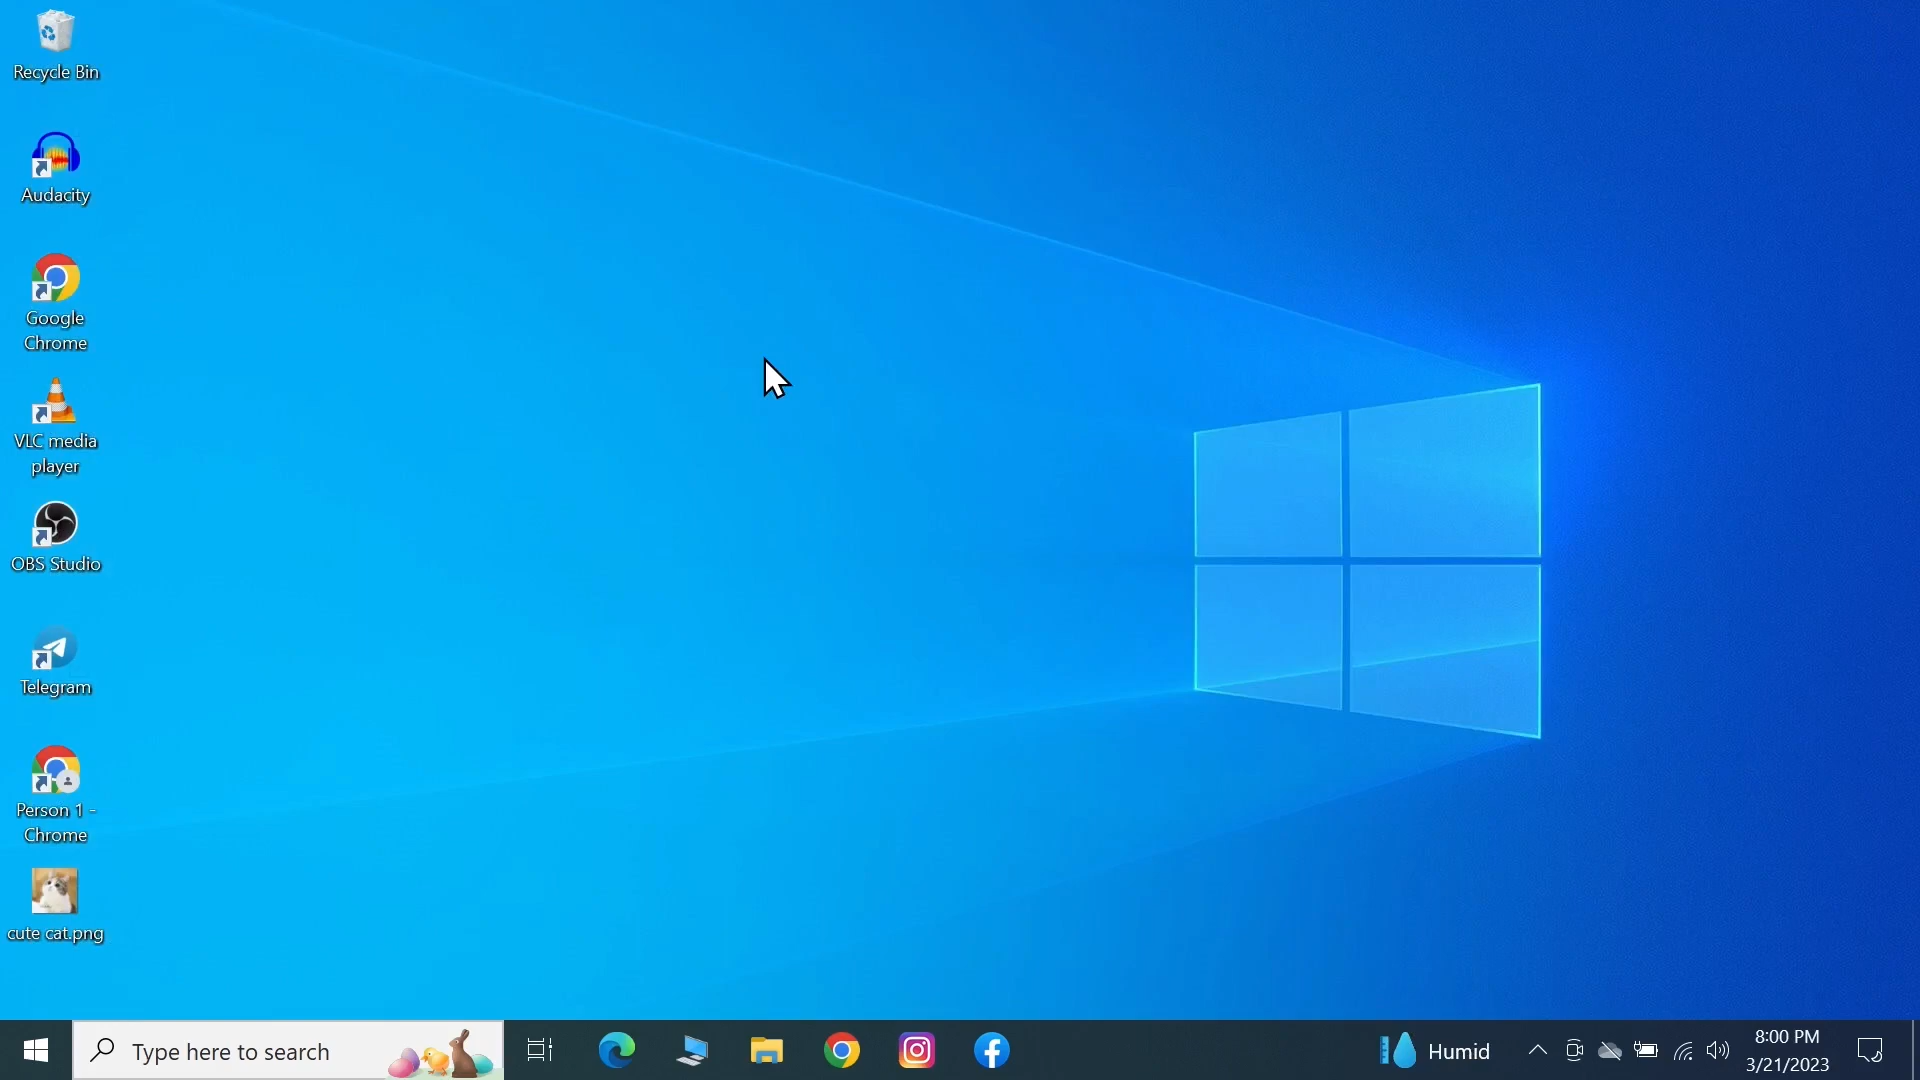 Recycle Bin
Audacity
Google
Chrome
VLC media
player
OBS Studio
Telegram
Person 1 -
Chrome
cute cat.png
Type here to search
Humid
8:00 PM
3/21/2023